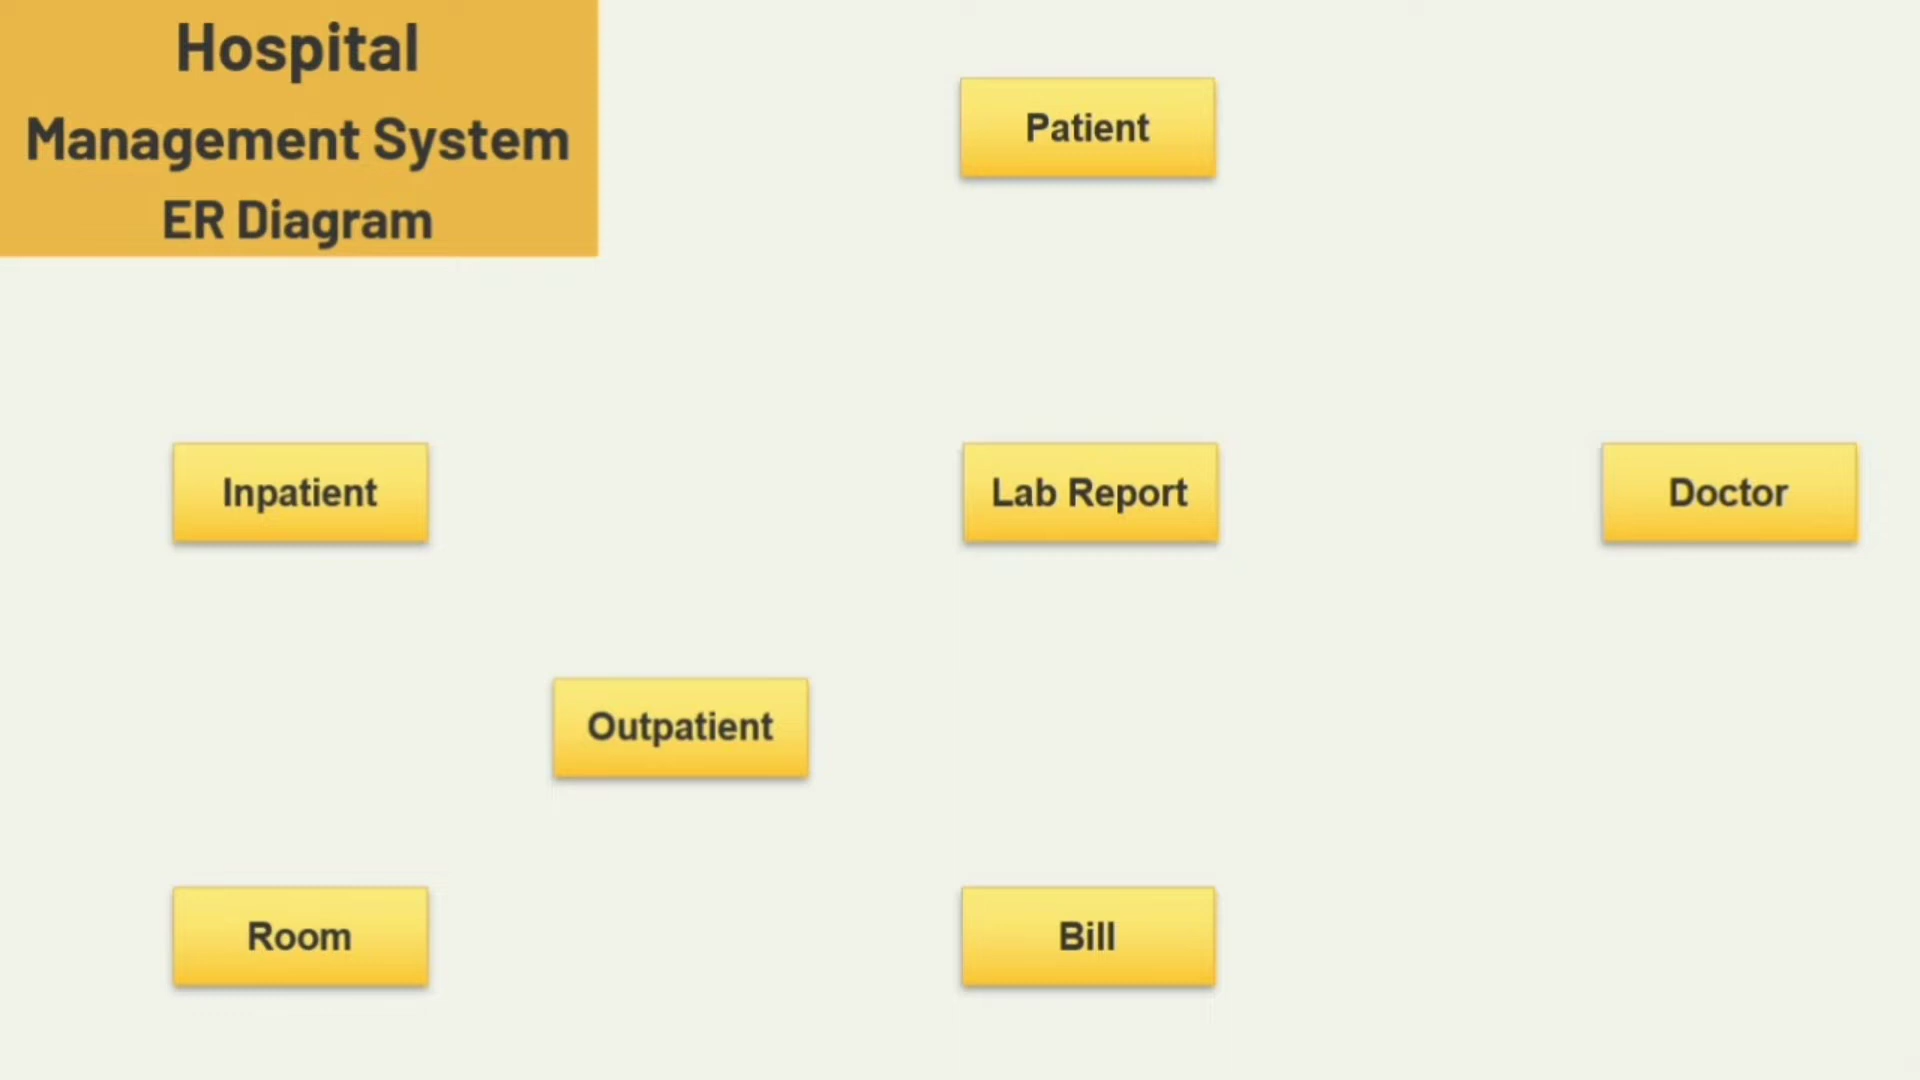 Hospital
Management System
ER Diagram
Patient
Inpatient
Lab Report
Doctor
Outpatient
Room
Bill